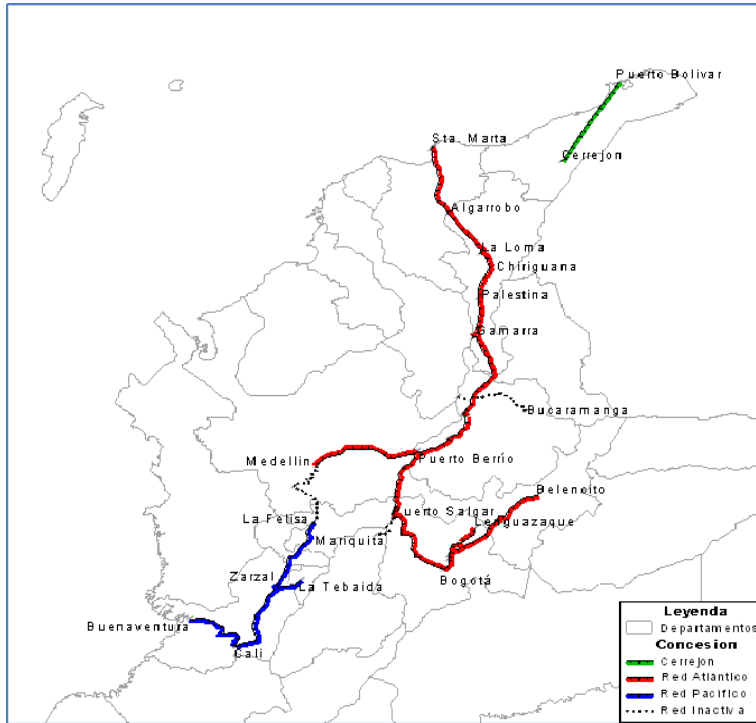 Puerto Bolivar
Sta. Marta
Cerrejon
Algarrobo
La Loma
Chiriguana
Palestina
Gamarra
Bucaramanga
Medellin
Puerto Berrío
Belencito
Puerto Salgar
La Felisa
Lenguazaque
Mariquita
Zarzal
La Tebaida
Bogotá
Buenaventura
Cali
Leyenda
Departamentos
Concesion
Cerrejon
Red Atlántico
Red Pacifico
Red Inactiva